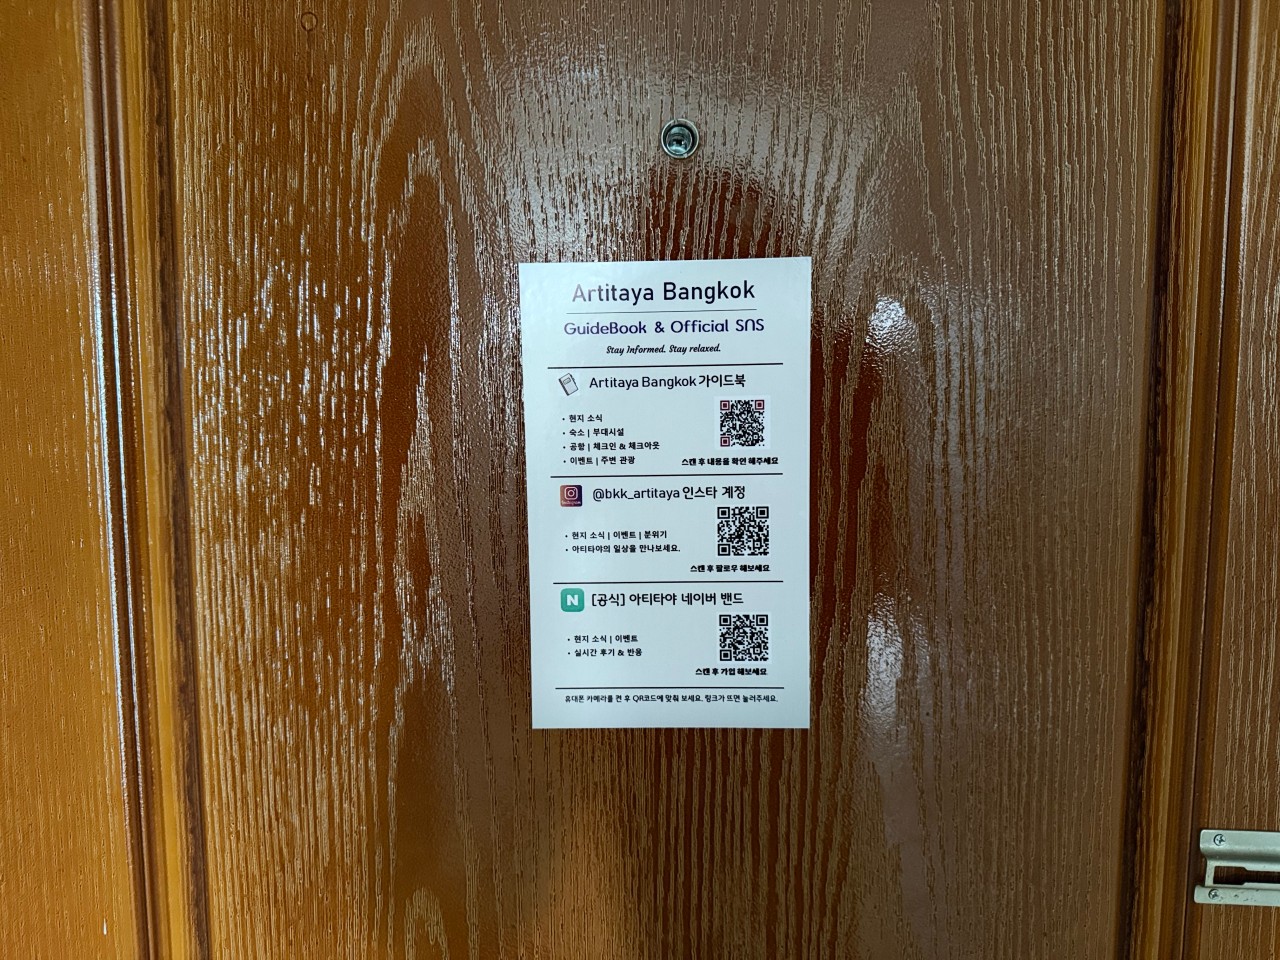 Artitaya Bangkok
GuideBook & Official SNS
Stay Informed. Stay relaxed.
Artitaya Bangkok 가이드북
• 현지 소식
• 숙소 | 부대시설
• 공항 | 체크인 & 체크아웃
• 이벤트 | 주변 관광
스캔 후 내용을 확인 해주세요
@bkk_artitaya 인스타 계정
• 현지 소식 | 이벤트 | 분위기
• 아티타야의 일상을 만나보세요.
스캔 후 팔로우 해보세요
N [공식] 아티타야 네이버 밴드
• 현지 소식 | 이벤트
• 실시간 후기 & 반응
스캔 후 가입 해보세요
휴대폰 카메라를 켠 후 QR코드에 맞춰 보세요. 링크가 뜨면 눌러주세요.